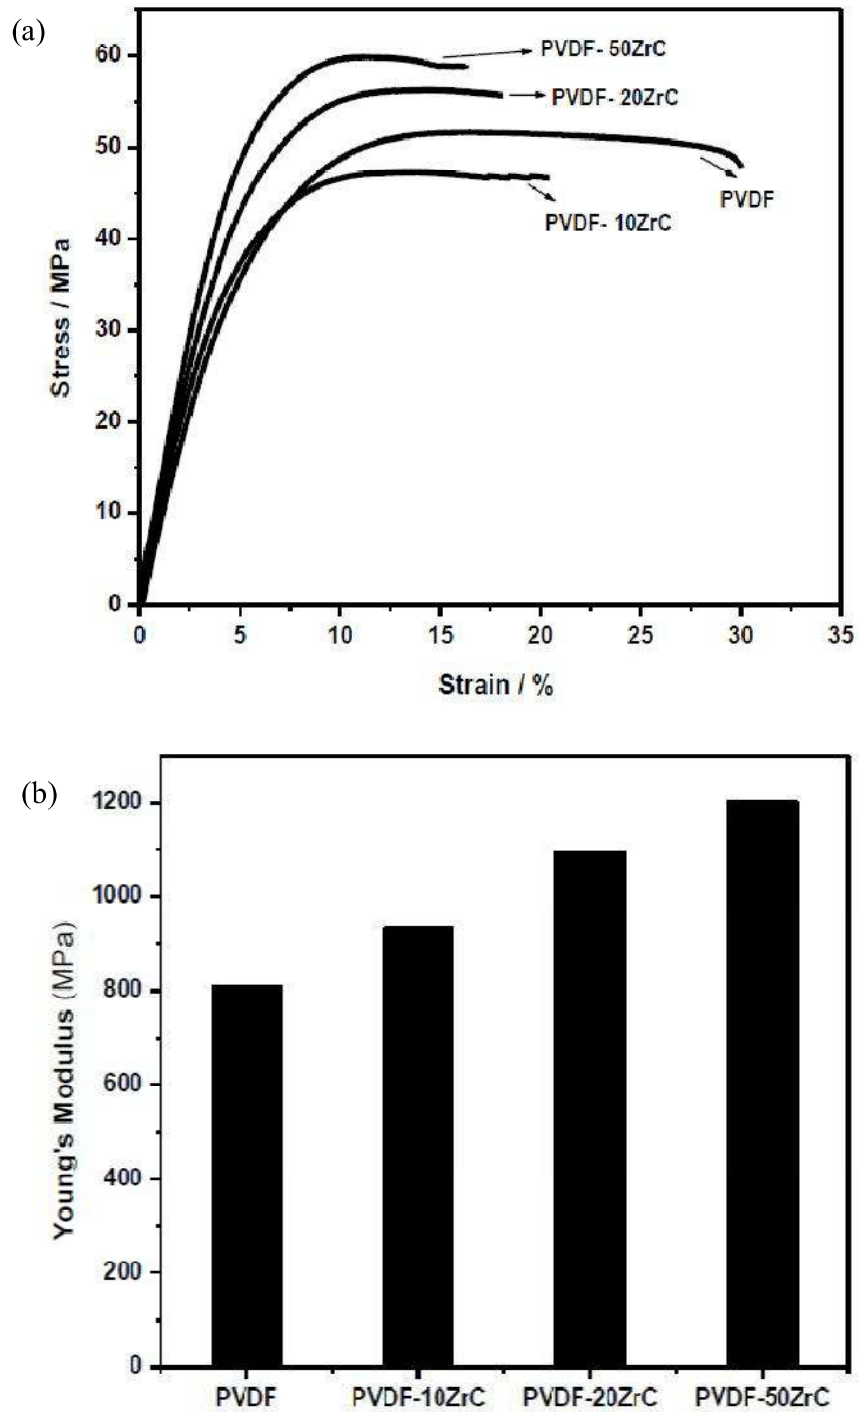 (a)
60
50
40
30
20
10
0
Stress / MPa
PVDF- 50ZrC
PVDF- 20ZrC
PVDF
PVDF- 10ZrC
0 5 10 15 20 25 30 35
Strain / %
(b)
1200
1000
800
600
400
200
0
Young's Modulus (MPa)
PVDF PVDF-10ZrC PVDF-20ZrC PVDF-50ZrC